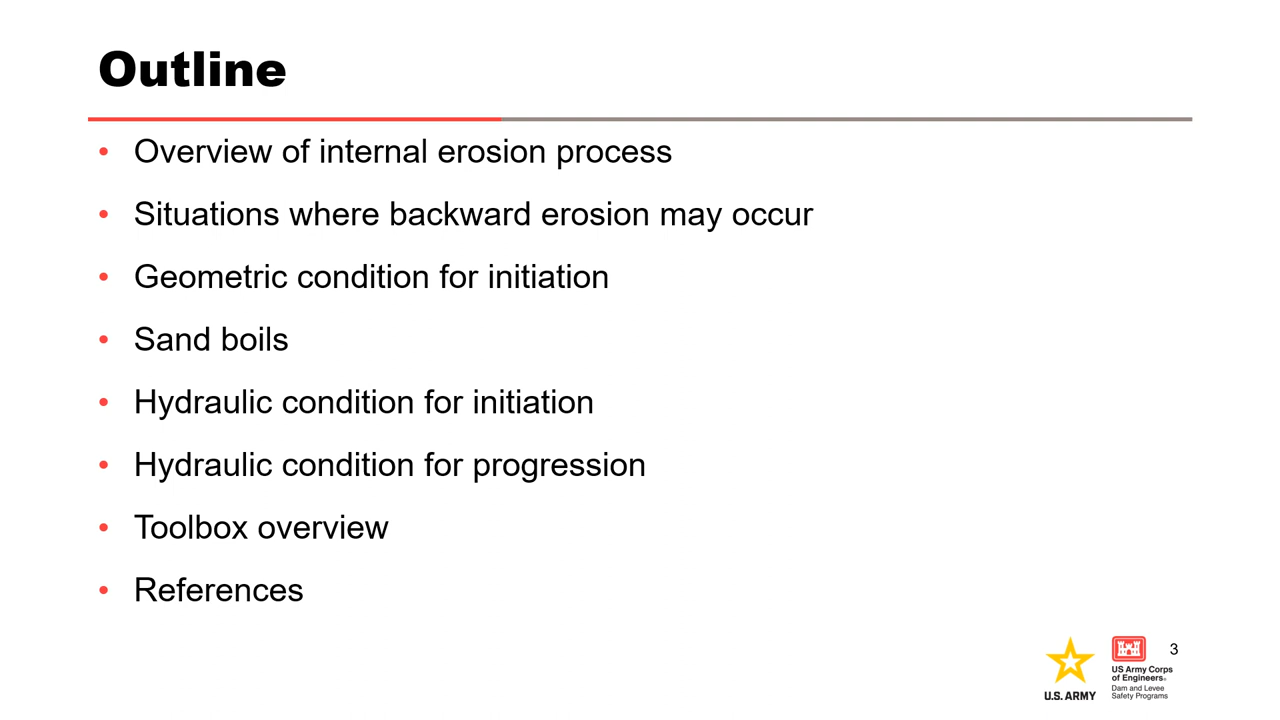 Outline
• Overview of internal erosion process
• Situations where backward erosion may occur
• Geometric condition for initiation
• Sand boils
• Hydraulic condition for initiation
• Hydraulic condition for progression
• Toolbox overview
• References
3
U.S. ARMY
US Army Corps
of Engineers®
Dam and Levee
Safety Programs